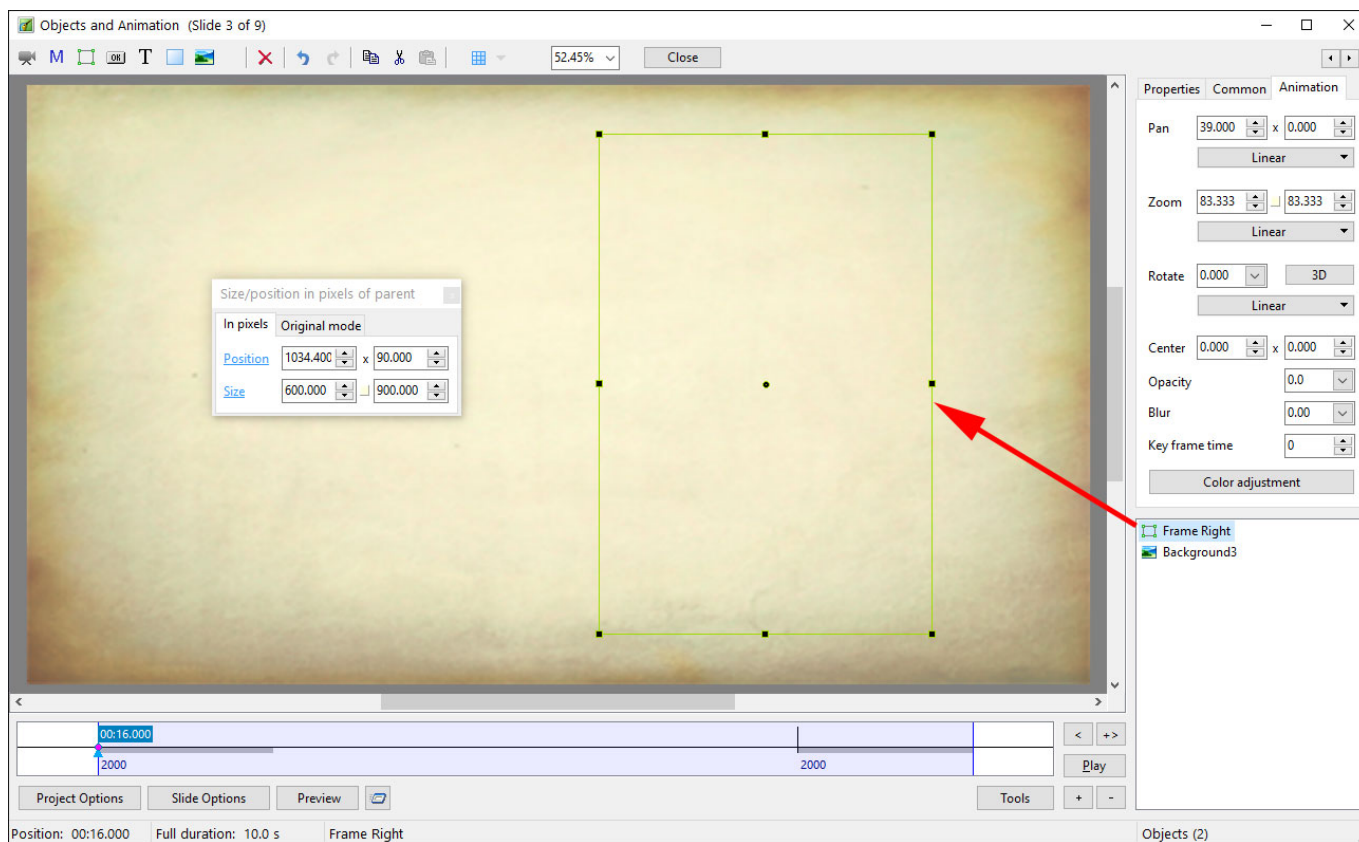 Objects and Animation (Slide 3 of 9)
M OK T 52.45% Close
Properties Common Animation
Pan 39.000 x 0.000
Linear
Zoom 83.333 83.333
Linear
Rotate 0.000 3D
Linear
Center 0.000 x 0.000
Opacity 0.0
Blur 0.00
Key frame time 0
Color adjustment
Size/position in pixels of parent
In pixels Original mode
Position 1034.400 x 90.000
Size 600.000 900.000
Frame Right
Background3
00:16.000
2000 2000
< +>
Play
Project Options Slide Options Preview Tools + -
Position: 00:16.000 Full duration: 10.0 s Frame Right Objects (2)